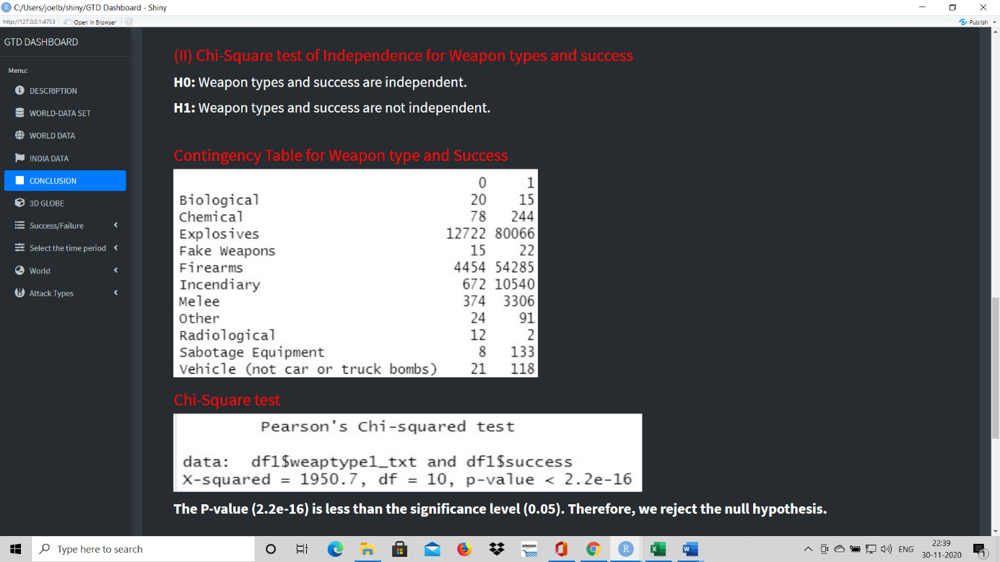 C:/Users/joelb/shiny/GTD Dashboard - Shiny
http://127.0.0.1:4753 Open in Browser Publish
GTD DASHBOARD
Menu:
DESCRIPTION
WORLD-DATA SET
WORLD DATA
INDIA DATA
CONCLUSION
3D GLOBE
Success/Failure
Select the time period
World
Attack Types
(II) Chi-Square test of Independence for Weapon types and success
H0: Weapon types and success are independent.
H1: Weapon types and success are not independent.
Contingency Table for Weapon type and Success
0 1
Biological 20 15
Chemical 78 244
Explosives 12722 80066
Fake Weapons 15 22
Firearms 4454 54285
Incendiary 672 10540
Melee 374 3306
Other 24 91
Radiological 12 2
Sabotage Equipment 8 133
Vehicle (not car or truck bombs) 21 118
Chi-Square test
Pearson's Chi-squared test
data: df1$weaptype1_txt and df1$success
X-squared = 1950.7, df = 10, p-value < 2.2e-16
The P-value (2.2e-16) is less than the significance level (0.05). Therefore, we reject the null hypothesis.
Type here to search
amazon
ENG
22:39
30-11-2020
1